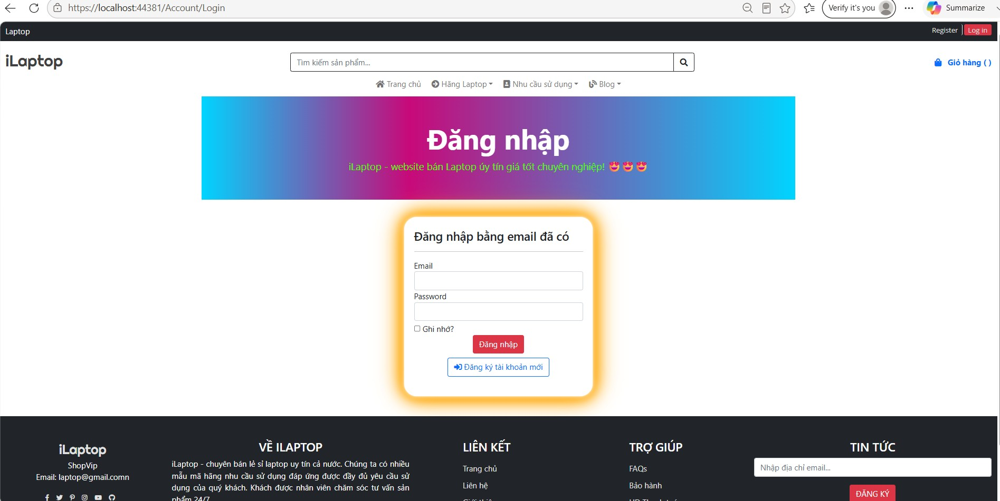 https://localhost:44381/Account/Login
Verify it's you
Summarize
Laptop
Register
Log in
iLaptop
Tìm kiếm sản phẩm...
Giỏ hàng ( )
Trang chủ
Hãng Laptop
Nhu cầu sử dụng
Blog
Đăng nhập
iLaptop - website bán Laptop úy tín giá tốt chuyên nghiệp!
Đăng nhập bằng email đã có
Email
Password
Ghi nhớ?
Đăng nhập
Đăng ký tài khoản mới
iLaptop
ShopVip
Email: laptop@gmail.comn
VỀ ILAPTOP
iLaptop - chuyên bán lẻ sỉ laptop uy tín cả nước. Chúng ta có nhiều
mẫu mã hãng nhu cầu sử dụng đáp ứng được đầy đủ yêu cầu sử
dụng của quý khách. Khách được nhân viên chăm sóc tư vấn sản
phẩm 24/7
LIÊN KẾT
Trang chủ
Liên hệ
TRỢ GIÚP
FAQs
Bảo hành
TIN TỨC
Nhập địa chỉ email...
ĐĂNG KÝ